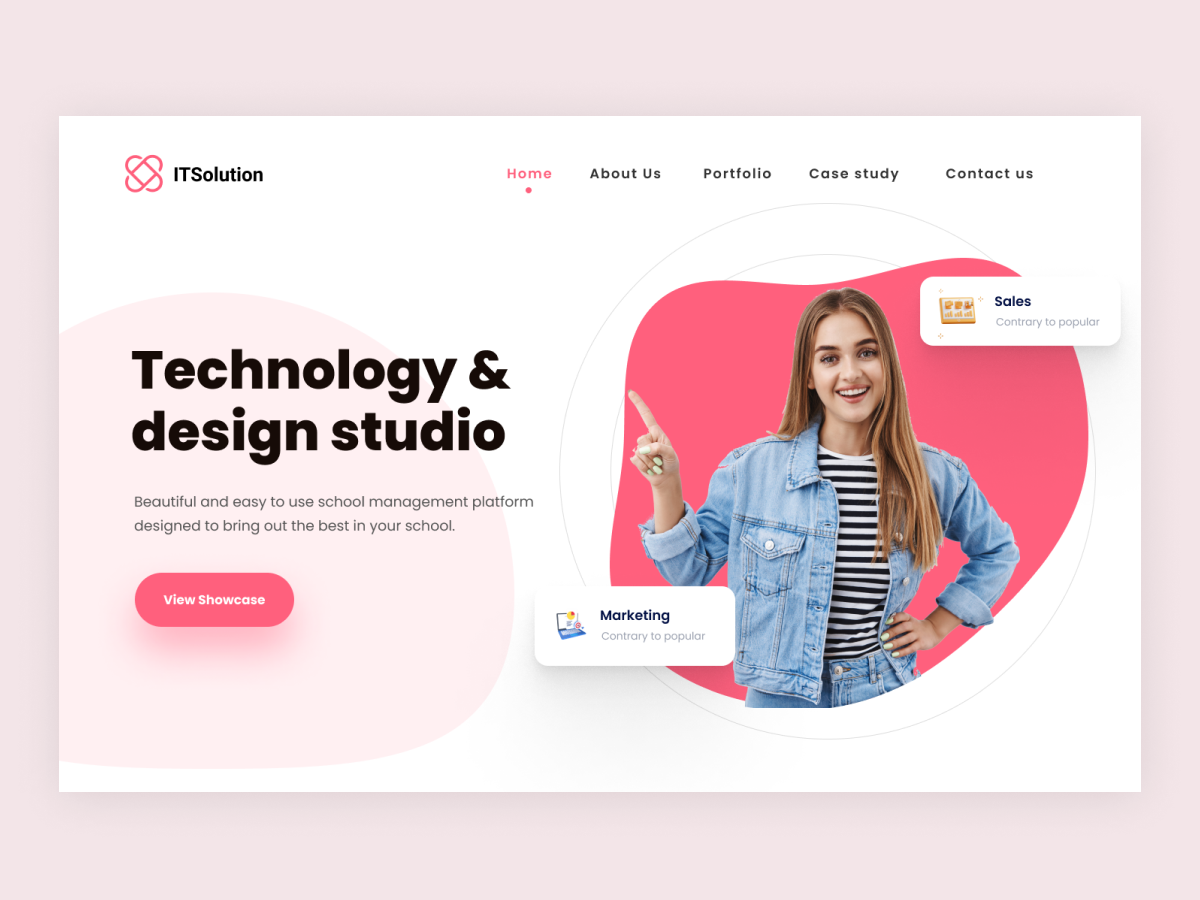 ITSolution
Home
About Us
Portfolio
Case study
Contact us
Technology &
design studio
Beautiful and easy to use school management platform
designed to bring out the best in your school.
View Showcase
Sales
Contrary to popular
Marketing
Contrary to popular